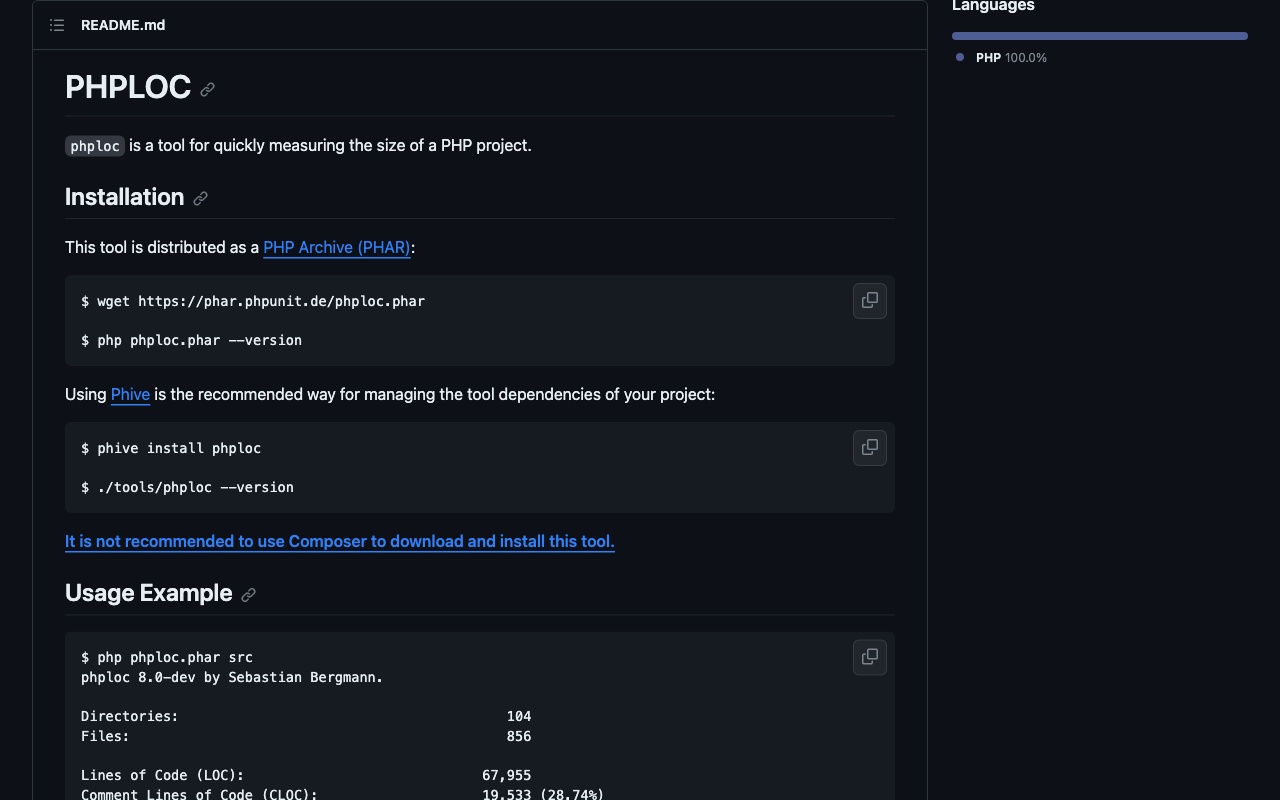 README.md
PHPLOC
phploc is a tool for quickly measuring the size of a PHP project.
Installation
This tool is distributed as a PHP Archive (PHAR):
$ wget https://phar.phpunit.de/phploc.phar
$ php phploc.phar --version
Using Phive is the recommended way for managing the tool dependencies of your project:
$ phive install phploc
$ ./tools/phploc --version
It is not recommended to use Composer to download and install this tool.
Usage Example
$ php phploc.phar src
phploc 8.0-dev by Sebastian Bergmann.
Directories: 104
Files: 856
Lines of Code (LOC): 67,955
Comment Lines of Code (CLOC): 19,533 (28.74%)
Languages
PHP 100.0%